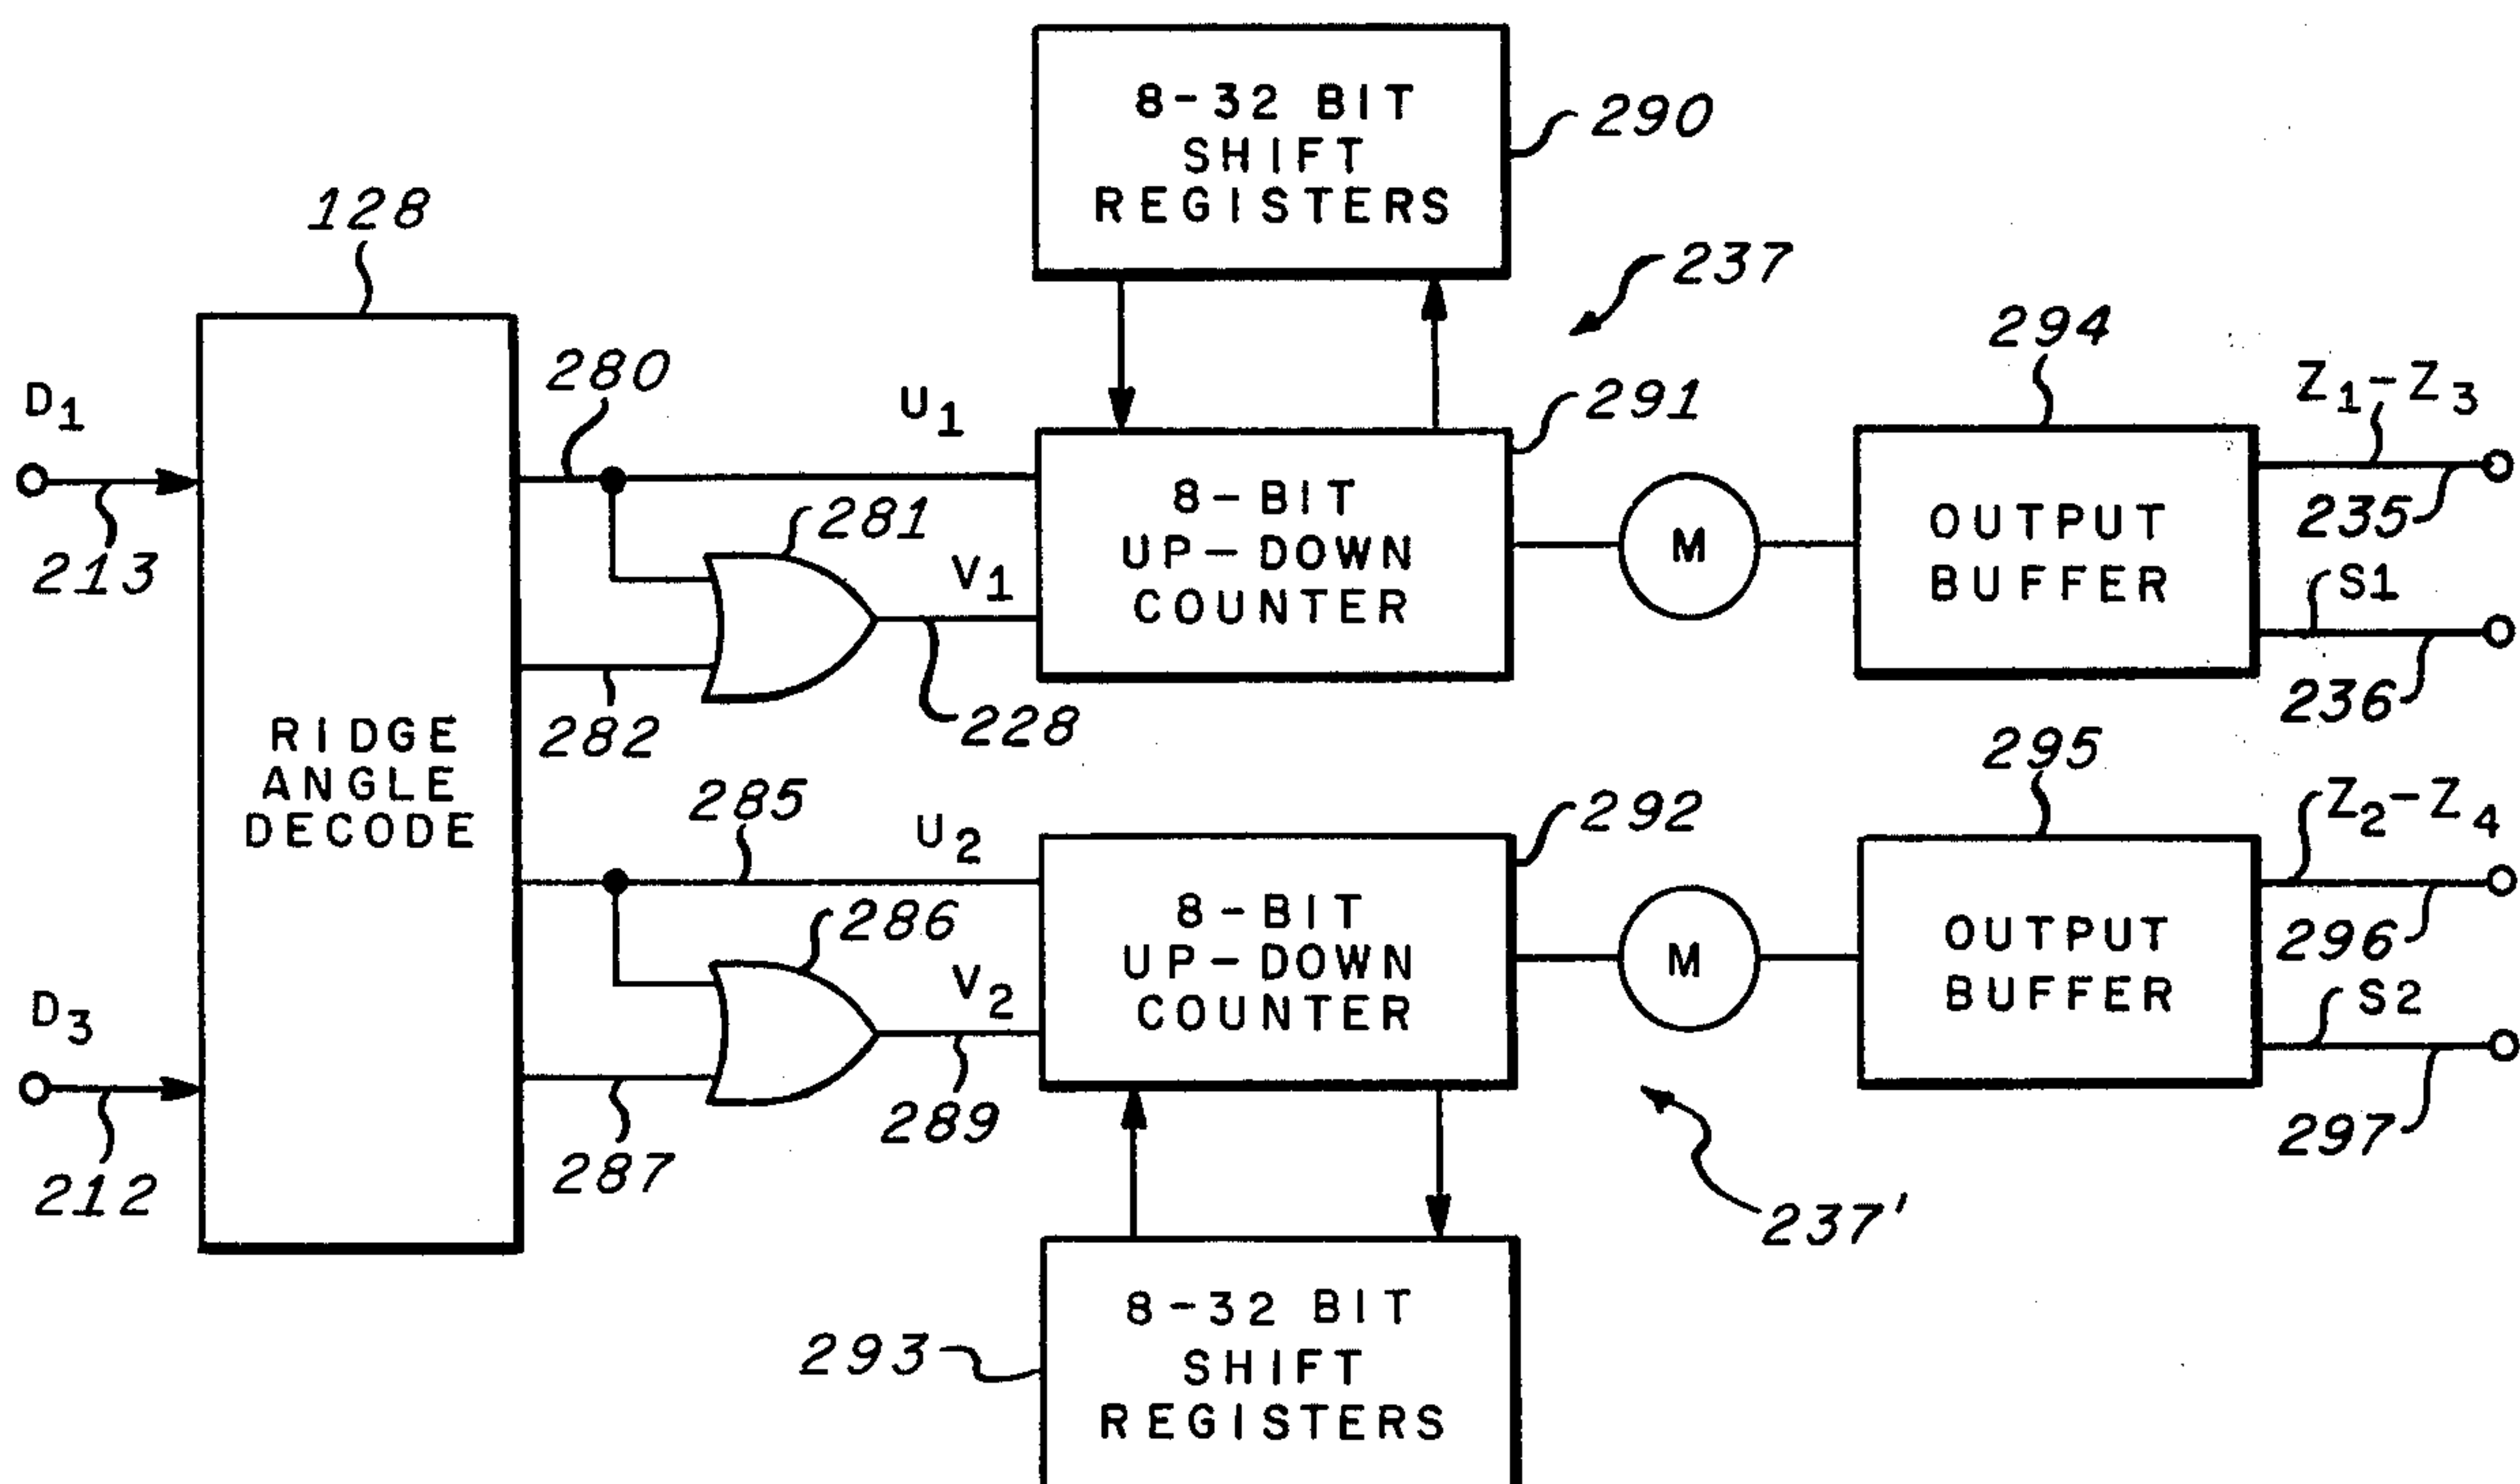 8-32 BIT
SHIFT
REGISTERS
290
128
237
280
U1
291
294
Z1-Z3
D1
213
281
V1
8-BIT
UP-DOWN
COUNTER
M
OUTPUT
BUFFER
235
S1
236
282
228
RIDGE
ANGLE
DECODE
285
U2
292
295
Z2-Z4
286
V2
8-BIT
UP-DOWN
COUNTER
M
OUTPUT
BUFFER
296
S2
297
D3
212
287
289
237'
293
8-32 BIT
SHIFT
REGISTERS